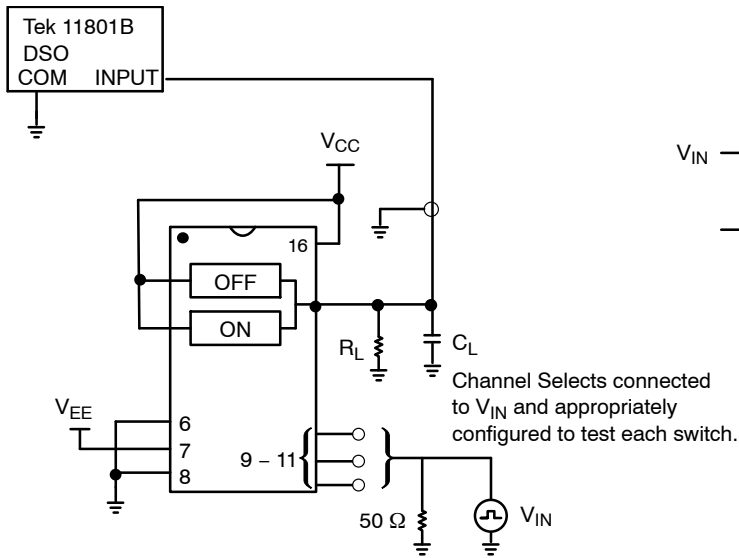 Tek 11801B
DSO
COM INPUT
V_CC
V_IN
16
OFF
ON
R_L
C_L
Channel Selects connected
to V_IN and appropriately
configured to test each switch.
V_EE
6
7
8
9 – 11
50 Ω
V_IN